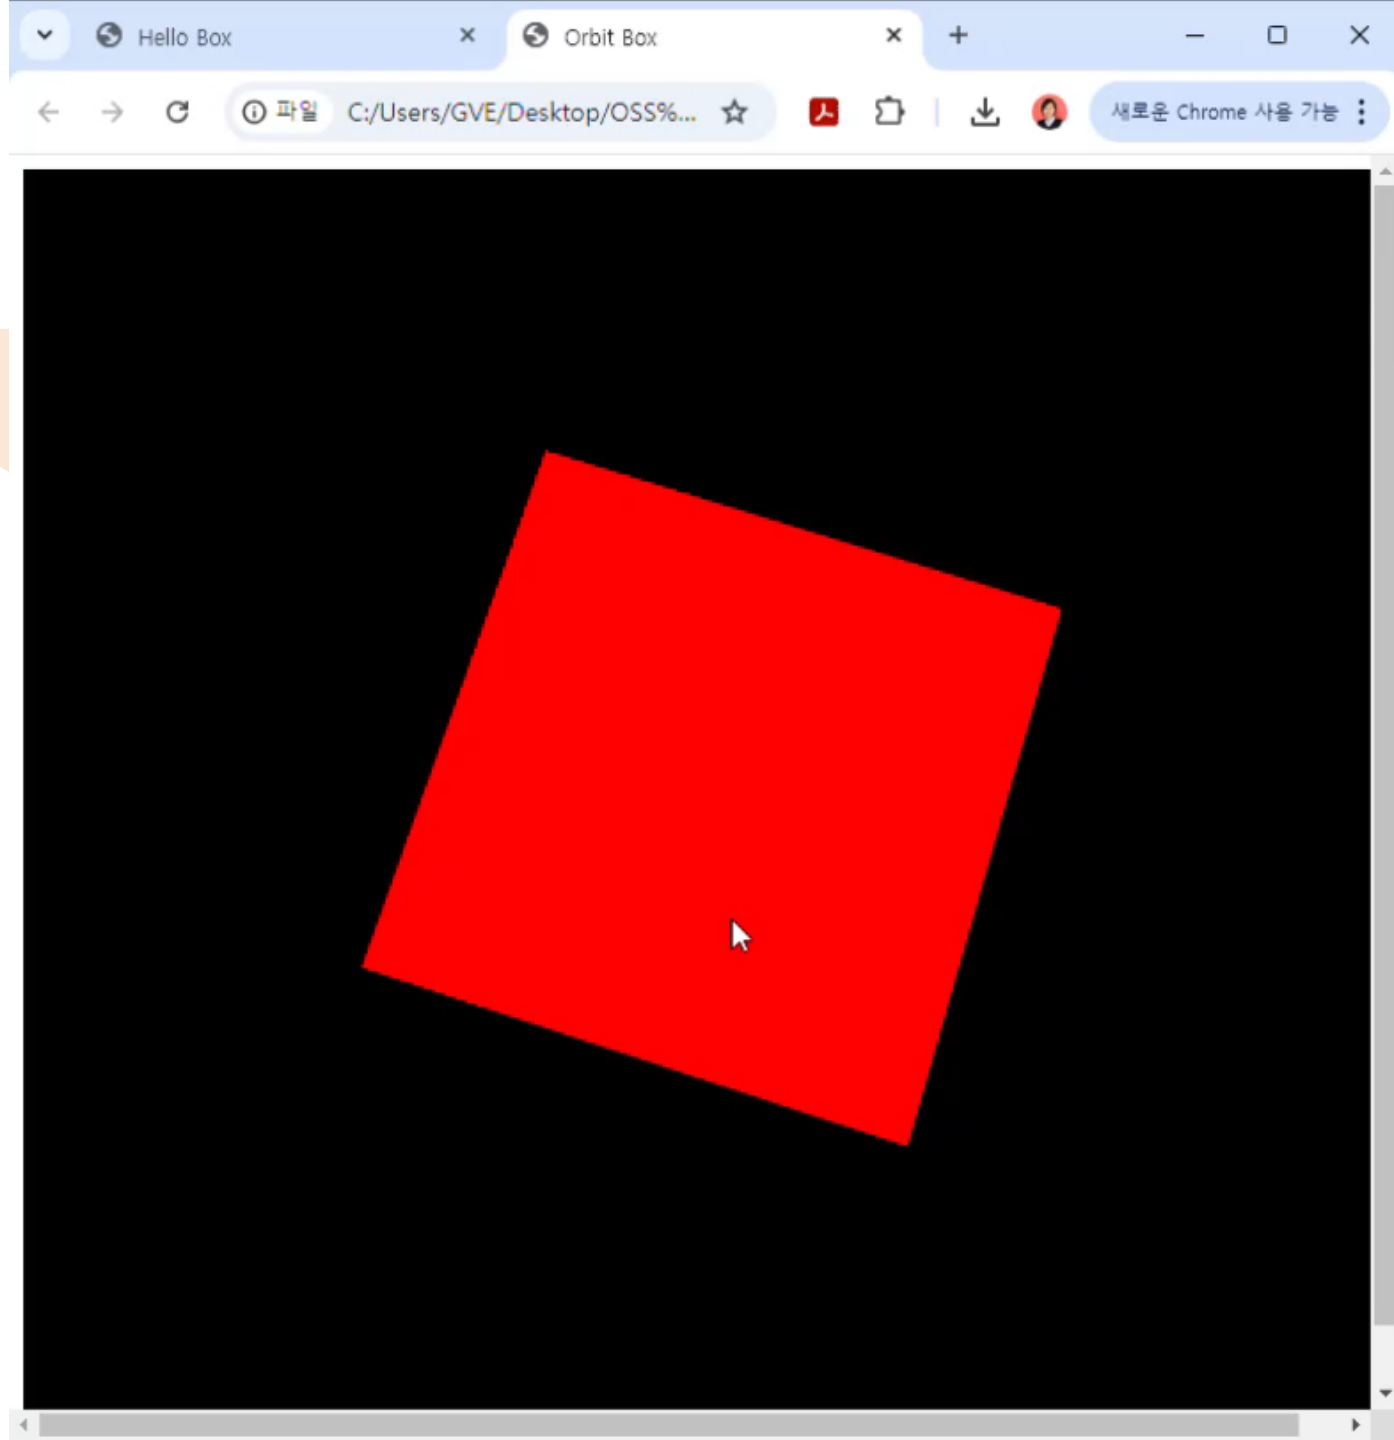 Hello Box
Orbit Box
파일 C:/Users/GVE/Desktop/OSS%...
새로운 Chrome 사용 가능